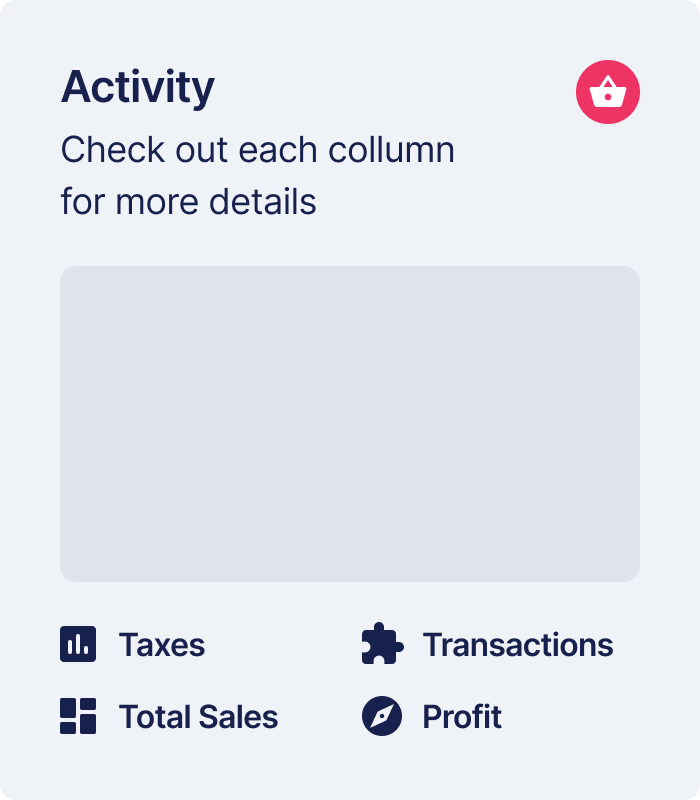 Activity
Check out each collumn
for more details
Taxes
Transactions
Total Sales
Profit